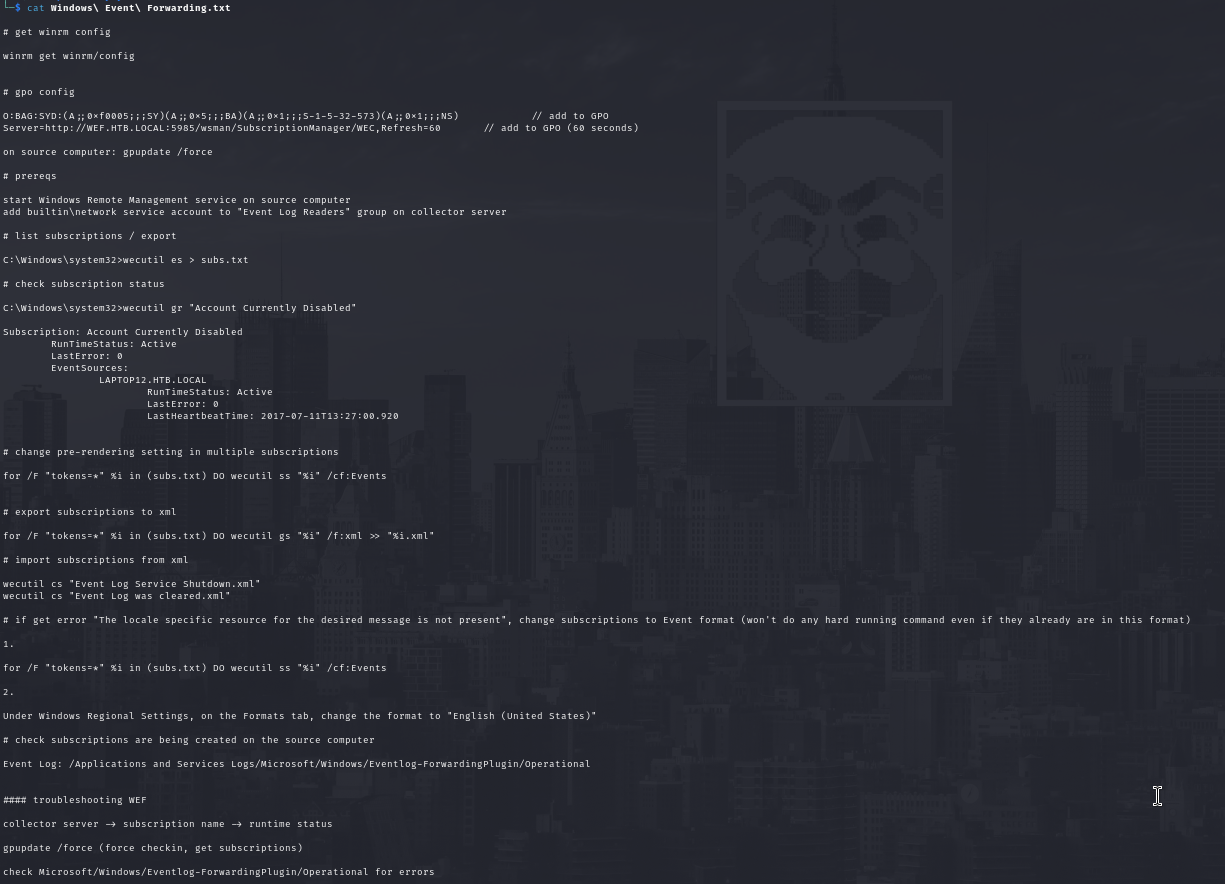 └─$ cat Windows\ Event\ Forwarding.txt
# get winrm config
winrm get winrm/config
# gpo config
O:BAG:SYD:(A;;0×f0005;;;SY)(A;;0×5;;;BA)(A;;0×1;;;S-1-5-32-573)(A;;0×1;;;NS) // add to GPO
Server=http://WEF.HTB.LOCAL:5985/wsman/SubscriptionManager/WEC,Refresh=60 // add to GPO (60 seconds)
on source computer: gpupdate /force
# prereqs
start Windows Remote Management service on source computer
add builtin\network service account to "Event Log Readers" group on collector server
# list subscriptions / export
C:\Windows\system32>wecutil es > subs.txt
# check subscription status
C:\Windows\system32>wecutil gr "Account Currently Disabled"
Subscription: Account Currently Disabled
RunTimeStatus: Active
LastError: 0
EventSources:
LAPTOP12.HTB.LOCAL
RunTimeStatus: Active
LastError: 0
LastHeartbeatTime: 2017-07-11T13:27:00.920
# change pre-rendering setting in multiple subscriptions
for /F "tokens=*" %i in (subs.txt) DO wecutil ss "%i" /cf:Events
# export subscriptions to xml
for /F "tokens=*" %i in (subs.txt) DO wecutil gs "%i" /f:xml >> "%i.xml"
# import subscriptions from xml
wecutil cs "Event Log Service Shutdown.xml"
wecutil cs "Event Log was cleared.xml"
# if get error "The locale specific resource for the desired message is not present", change subscriptions to Event format (won't do any hard running command even if they already are in this format)
1.
for /F "tokens=*" %i in (subs.txt) DO wecutil ss "%i" /cf:Events
2.
Under Windows Regional Settings, on the Formats tab, change the format to "English (United States)"
# check subscriptions are being created on the source computer
Event Log: /Applications and Services Logs/Microsoft/Windows/Eventlog-ForwardingPlugin/Operational
#### troubleshooting WEF
collector server → subscription name → runtime status
gpupdate /force (force checkin, get subscriptions)
check Microsoft/Windows/Eventlog-ForwardingPlugin/Operational for errors